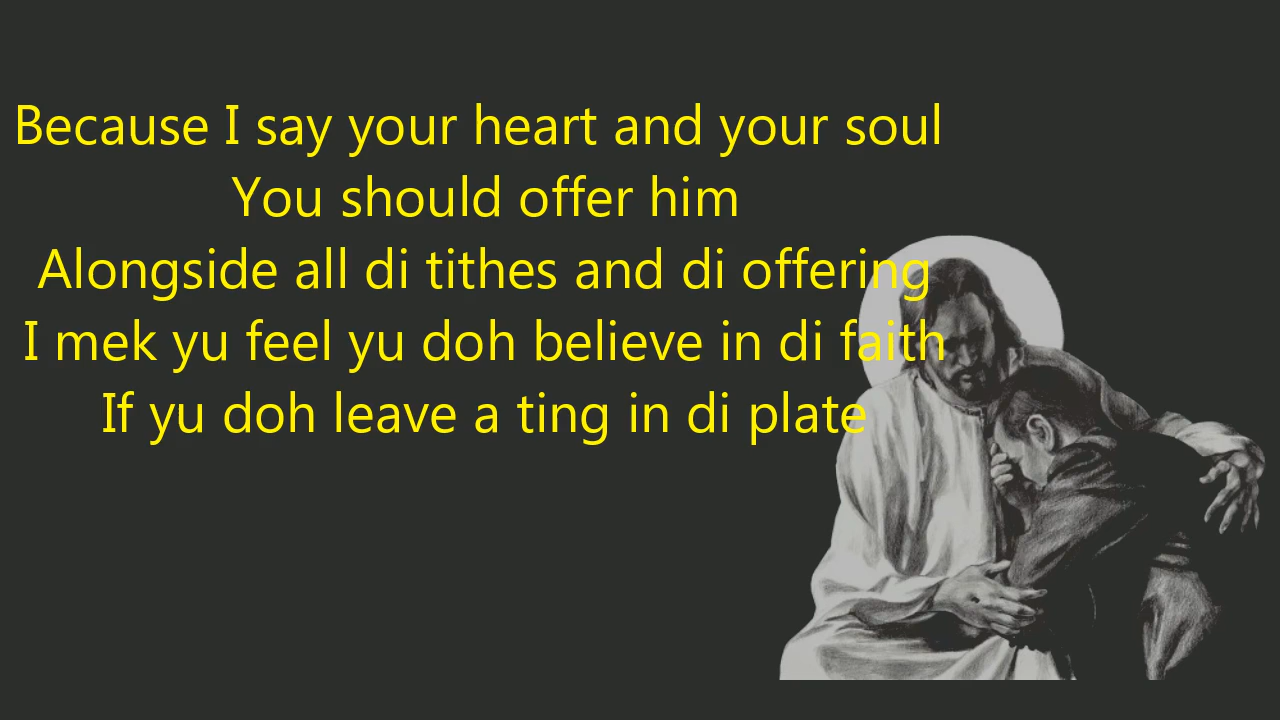 Because I say your heart and your soul
You should offer him
Alongside all di tithes and di offering
I mek yu feel yu doh believe in di faith
If yu doh leave a ting in di plate